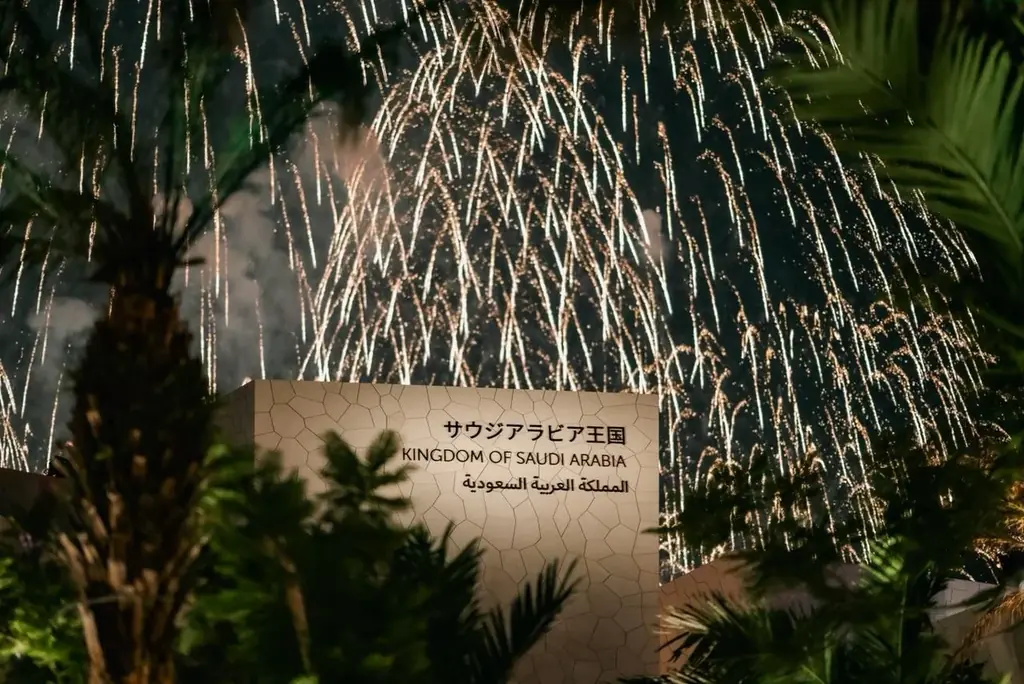 サウジアラビア王国
KINGDOM OF SAUDI ARABIA
المملكة العربية السعودية